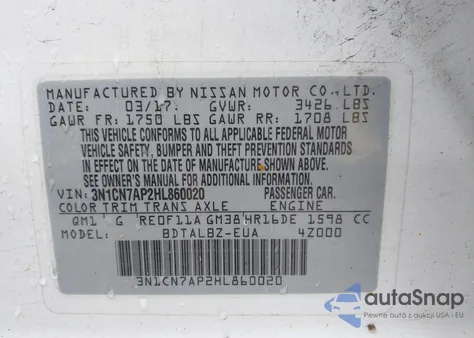 MANUFACTURED BY NISSAN MOTOR CO.,LTD.
DATE: 03/17. GVWR: 3426 LBS
GAWR FR: 1750 LBS GAWR RR: 1708 LBS
THIS VEHICLE CONFORMS TO ALL APPLICABLE FEDERAL MOTOR
VEHICLE SAFETY, BUMPER AND THEFT PREVENTION STANDARDS
IN EFFECT ON THE DATE OF MANUFACTURE SHOWN ABOVE.
SEE OWNER'S MANUAL FOR ADDITIONAL INFORMATION.
VIN: 3N1CN7AP2HL860020 PASSENGER CAR.
COLOR TRIM TRANS AXLE ENGINE
QM1 G RE0F11A GM38 HR16DE 1598 CC
MODEL: BDTALBZ-EUA 4Z000
3N1CN7AP2HL860020
autaSnap
Pewne auto z dostawą z USA i EU